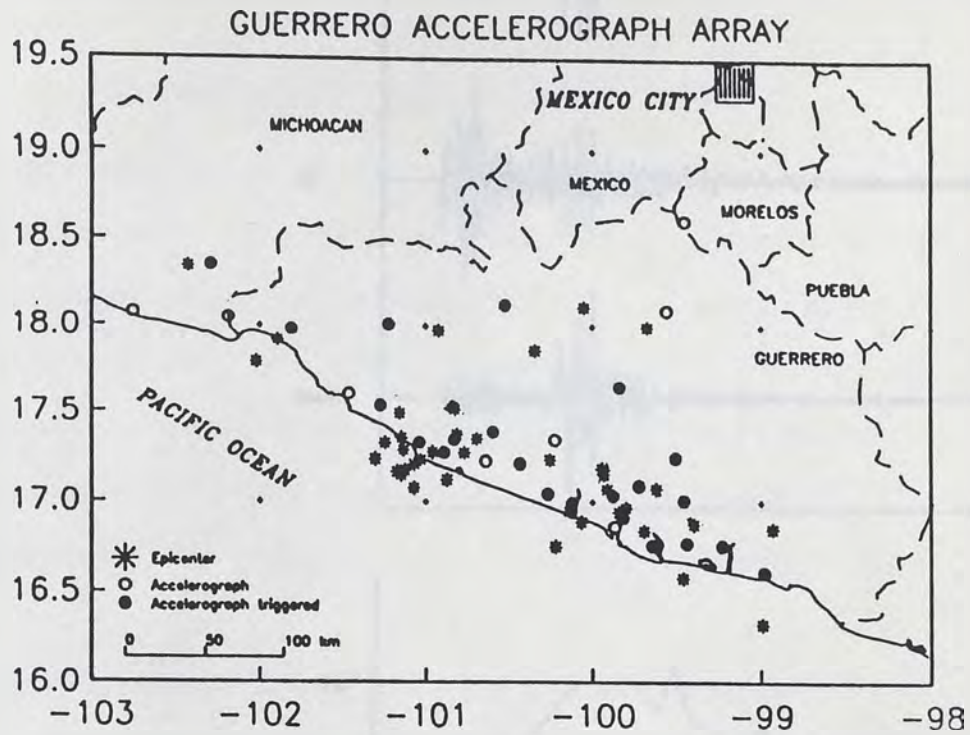 GUERRERO ACCELEROGRAPH ARRAY
19.5
19.0
18.5
18.0
17.5
17.0
16.5
16.0
-103
-102
-101
-100
-99
-98
MEXICO CITY
MICHOACAN
MEXICO
MORELOS
PUEBLA
GUERRERO
PACIFIC OCEAN
Epicenter
Accelerograph
Accelerograph triggered
0 50 100 km